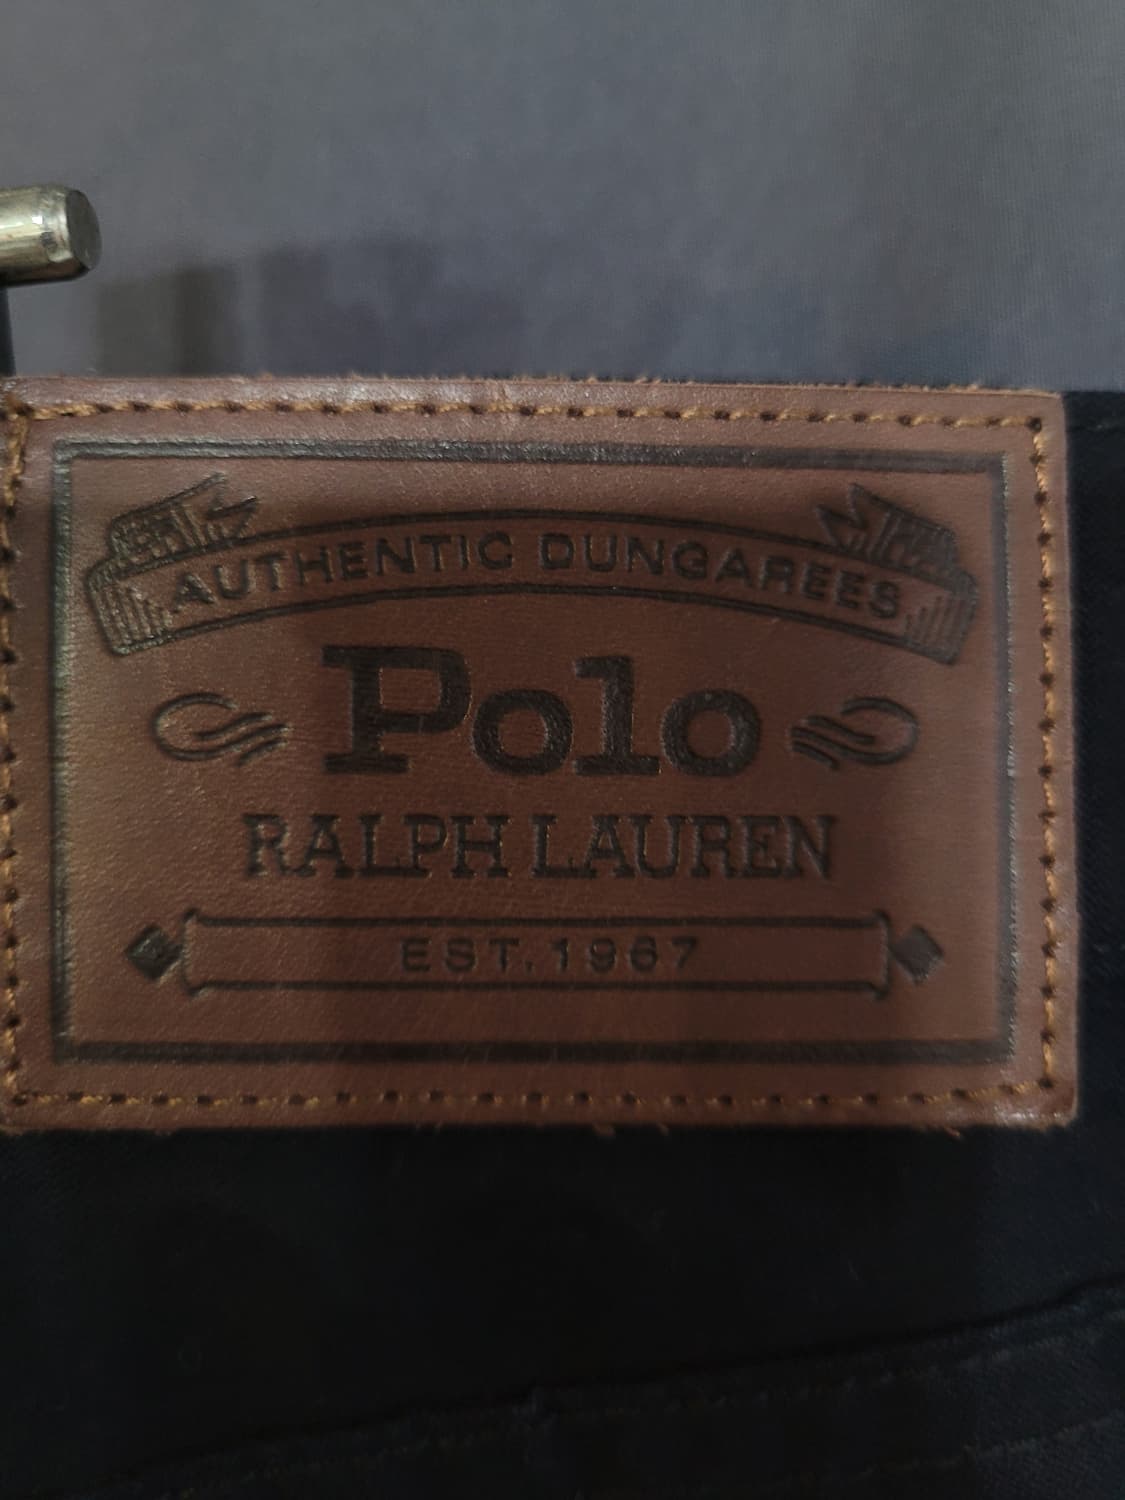 AUTHENTIC DUNGAREES
Polo
RALPH LAUREN
EST. 1967